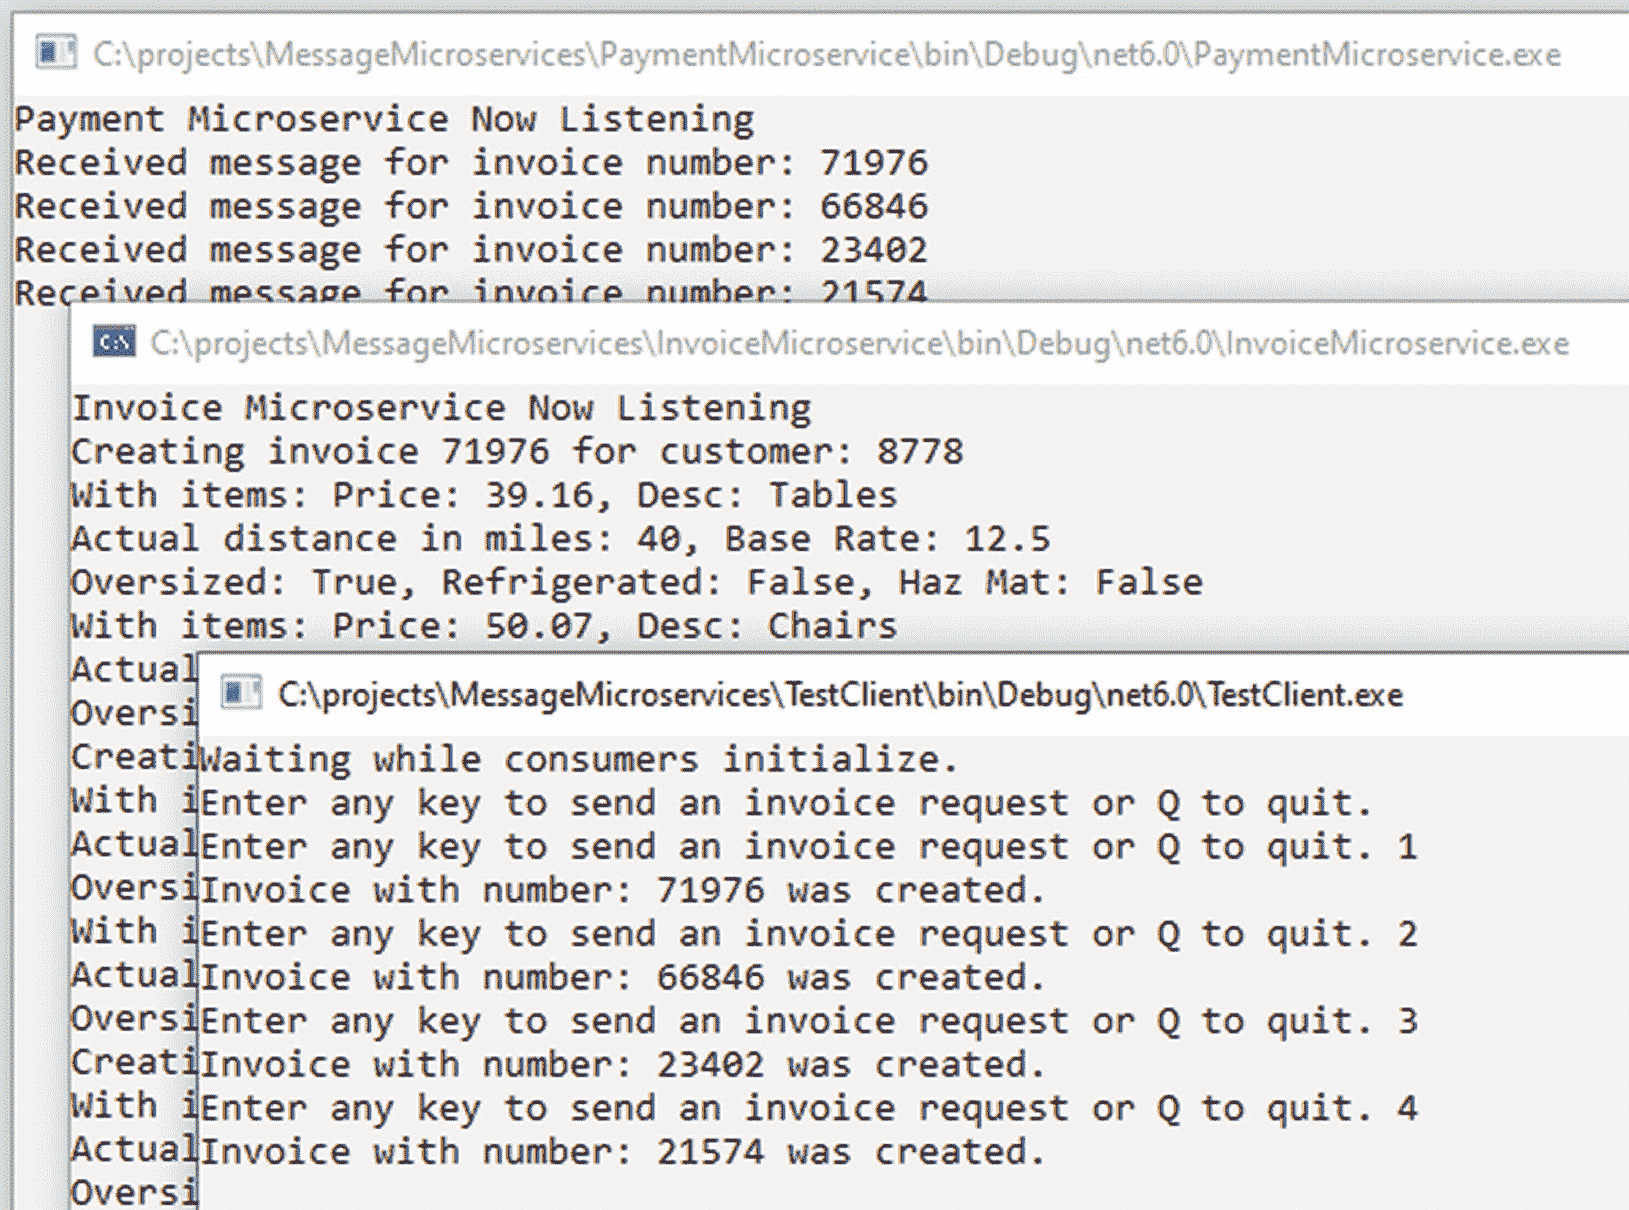 C:\projects\MessageMicroservices\PaymentMicroservice\bin\Debug\net6.0\PaymentMicroservice.exe
Payment Microservice Now Listening
Received message for invoice number: 71976
Received message for invoice number: 66846
Received message for invoice number: 23402
Received message for invoice number: 21574
C:\projects\MessageMicroservices\InvoiceMicroservice\bin\Debug\net6.0\InvoiceMicroservice.exe
Invoice Microservice Now Listening
Creating invoice 71976 for customer: 8778
With items: Price: 39.16, Desc: Tables
Actual distance in miles: 40, Base Rate: 12.5
Oversized: True, Refrigerated: False, Haz Mat: False
With items: Price: 50.07, Desc: Chairs
Actual
Oversi
Creati
With i
Actual
Oversi
With i
Actual
Oversi
Creati
With i
Actual
Oversi
C:\projects\MessageMicroservices\TestClient\bin\Debug\net6.0\TestClient.exe
Waiting while consumers initialize.
Enter any key to send an invoice request or Q to quit.
Enter any key to send an invoice request or Q to quit. 1
Invoice with number: 71976 was created.
Enter any key to send an invoice request or Q to quit. 2
Invoice with number: 66846 was created.
Enter any key to send an invoice request or Q to quit. 3
Invoice with number: 23402 was created.
Enter any key to send an invoice request or Q to quit. 4
Invoice with number: 21574 was created.